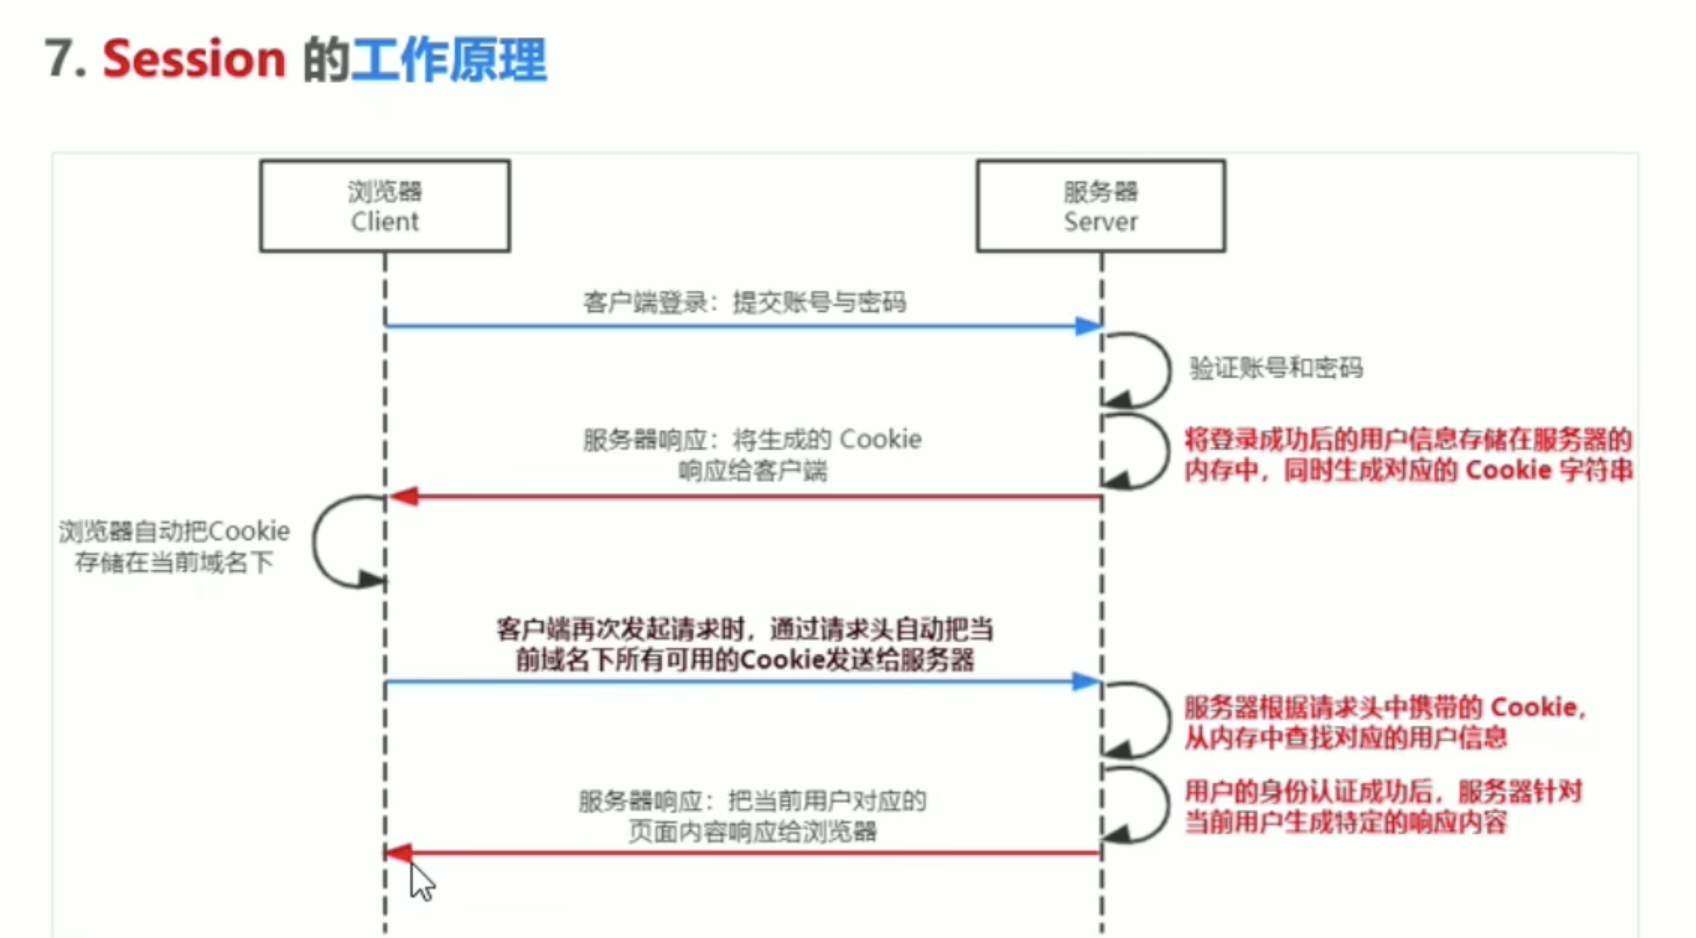 7. Session 的工作原理
浏览器
Client
服务器
Server
客户端登录：提交账号与密码
验证账号和密码
服务器响应：将生成的 Cookie
响应给客户端
将登录成功后的用户信息存储在服务器的
内存中，同时生成对应的 Cookie 字符串
浏览器自动把Cookie
存储在当前域名下
客户端再次发起请求时，通过请求头自动把当
前域名下所有可用的Cookie发送给服务器
服务器根据请求头中携带的 Cookie，
从内存中查找对应的用户信息
用户的身份认证成功后，服务器针对
当前用户生成特定的响应内容
服务器响应：把当前用户对应的
页面内容响应给浏览器